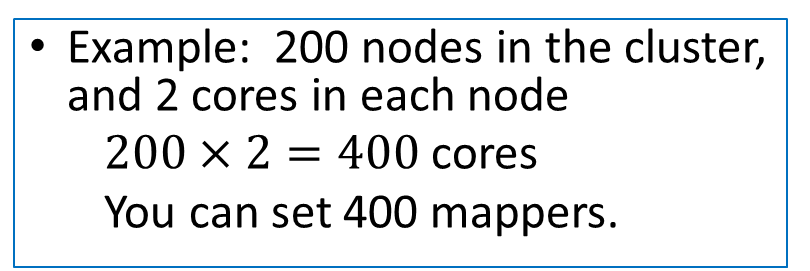 • Example:  200 nodes in the cluster,
and 2 cores in each node
200 × 2 = 400 cores
You can set 400 mappers.